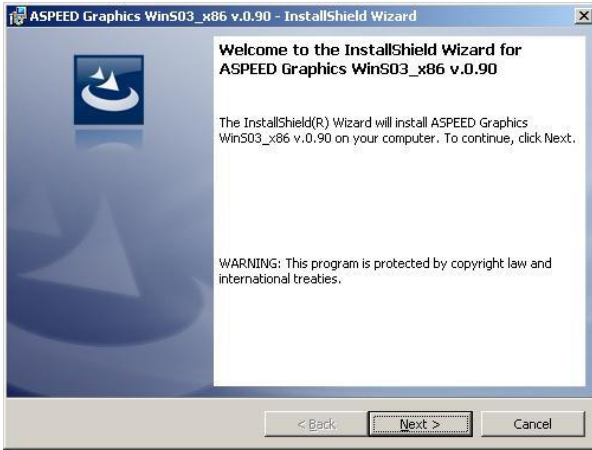 ASPEED Graphics WinS03_x86 v.0.90 - InstallShield Wizard
Welcome to the InstallShield Wizard for
ASPEED Graphics WinS03_x86 v.0.90
The InstallShield(R) Wizard will install ASPEED Graphics
WinS03_x86 v.0.90 on your computer. To continue, click Next.
WARNING: This program is protected by copyright law and
international treaties.
< Back
Next >
Cancel